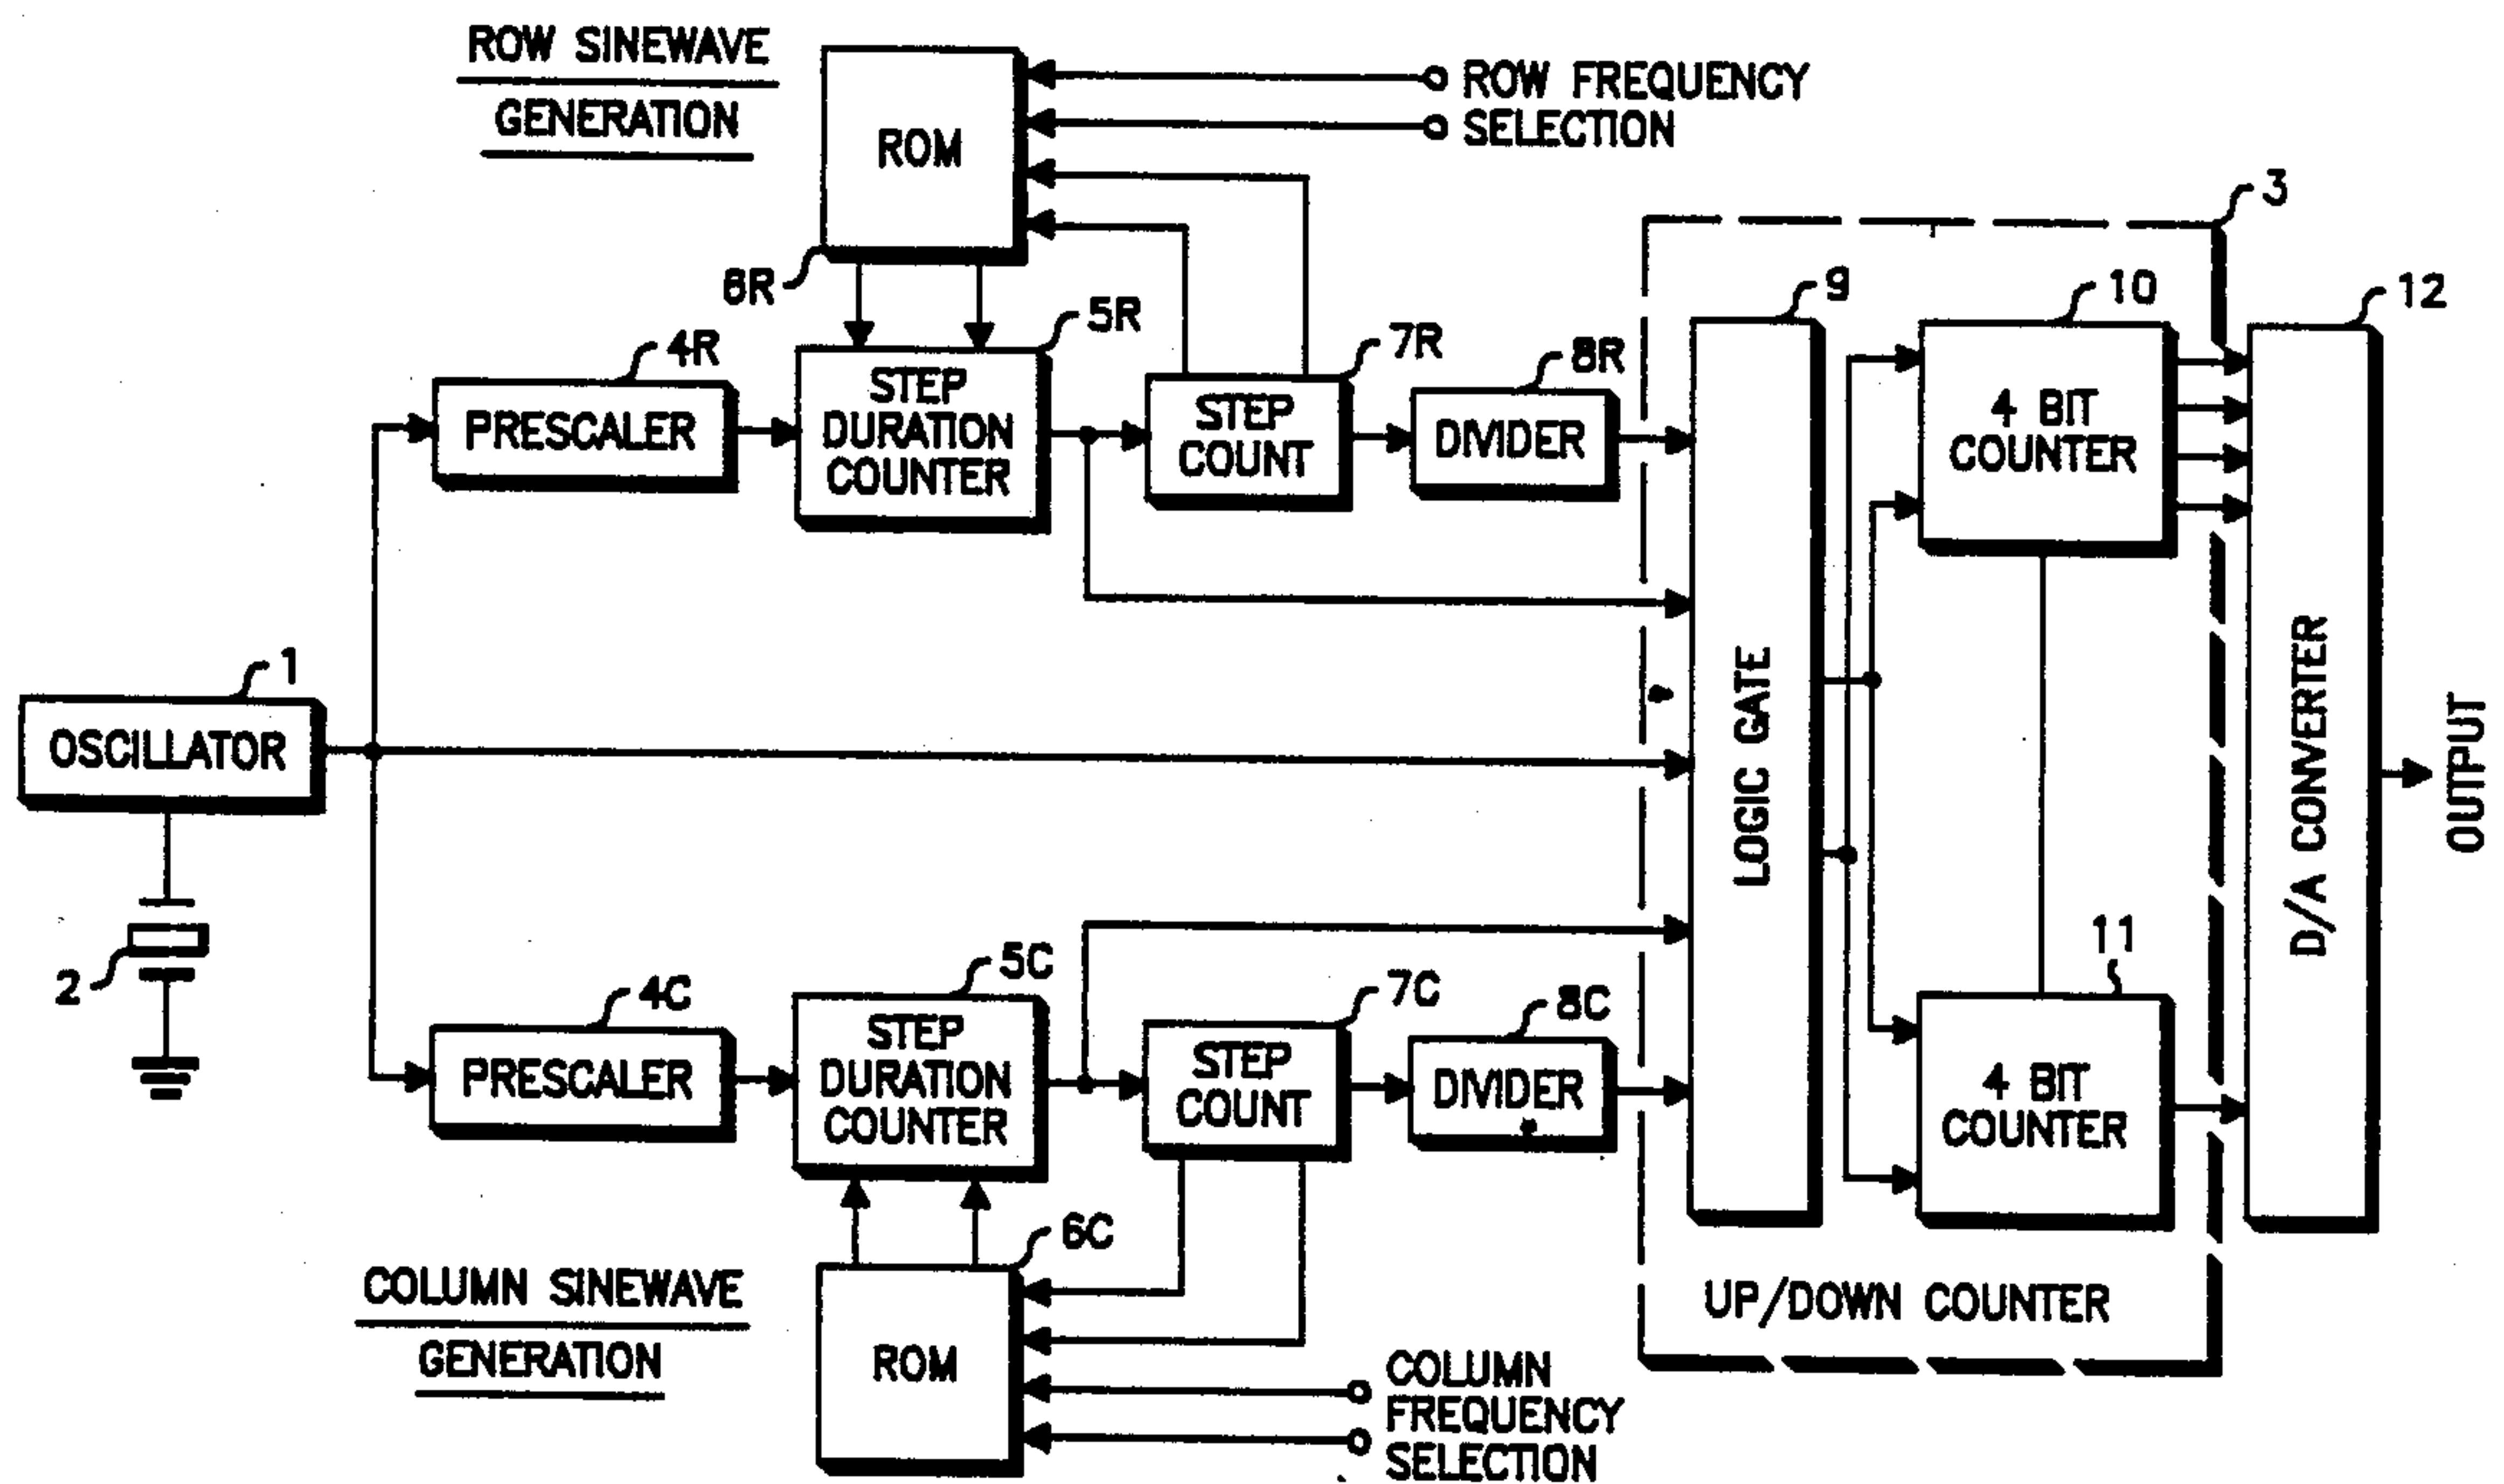 ROW SINEWAVE
GENERATION
ROM
ROW FREQUENCY
SELECTION
3
6R
5R
9
10
12
4R
7R
8R
PRESCALER
STEP
DURATION
COUNTER
STEP
COUNT
DIVIDER
4 BIT
COUNTER
1
OSCILLATOR
LOGIC GATE
D/A CONVERTER
OUTPUT
2
4C
5C
7C
8C
11
PRESCALER
STEP
DURATION
COUNTER
STEP
COUNT
DIVIDER
4 BIT
COUNTER
6C
COLUMN SINEWAVE
GENERATION
ROM
UP/DOWN COUNTER
COLUMN
FREQUENCY
SELECTION